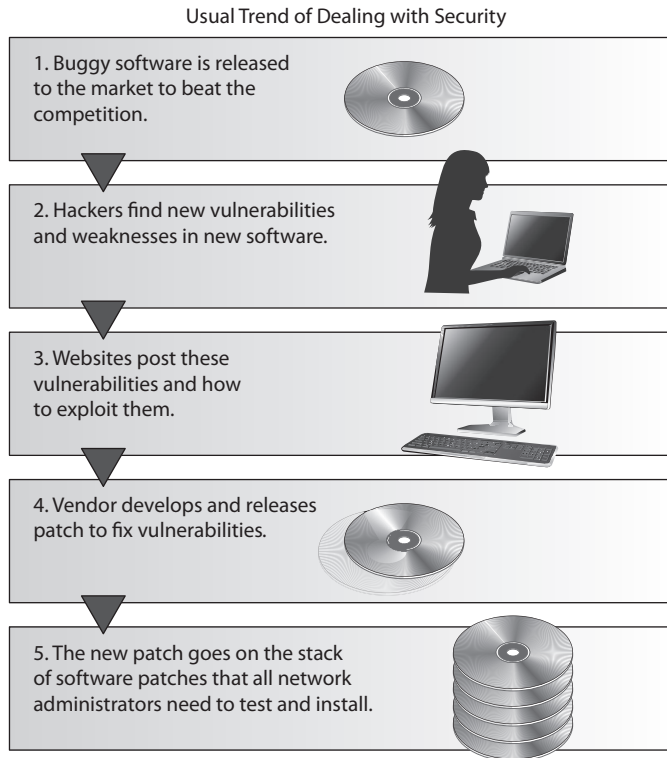 Usual Trend of Dealing with Security
1. Buggy software is released
to the market to beat the
competition.
2. Hackers find new vulnerabilities
and weaknesses in new software.
3. Websites post these
vulnerabilities and how
to exploit them.
4. Vendor develops and releases
patch to fix vulnerabilities.
5. The new patch goes on the stack
of software patches that all network
administrators need to test and install.